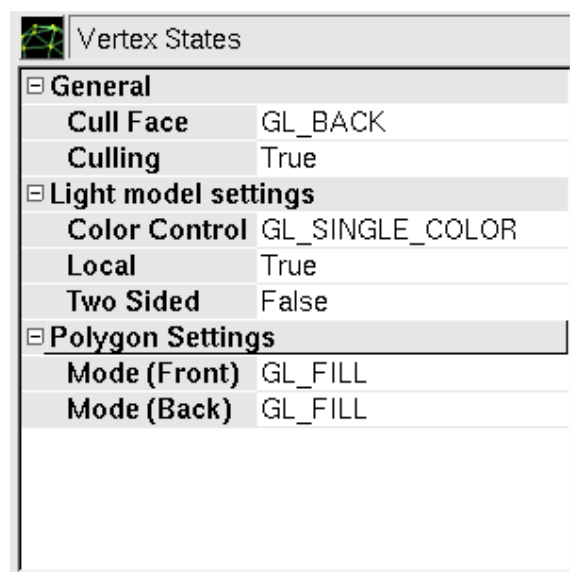 Vertex States
General
Cull Face GL_BACK
Culling True
Light model settings
Color Control GL_SINGLE_COLOR
Local True
Two Sided False
Polygon Settings
Mode (Front) GL_FILL
Mode (Back) GL_FILL